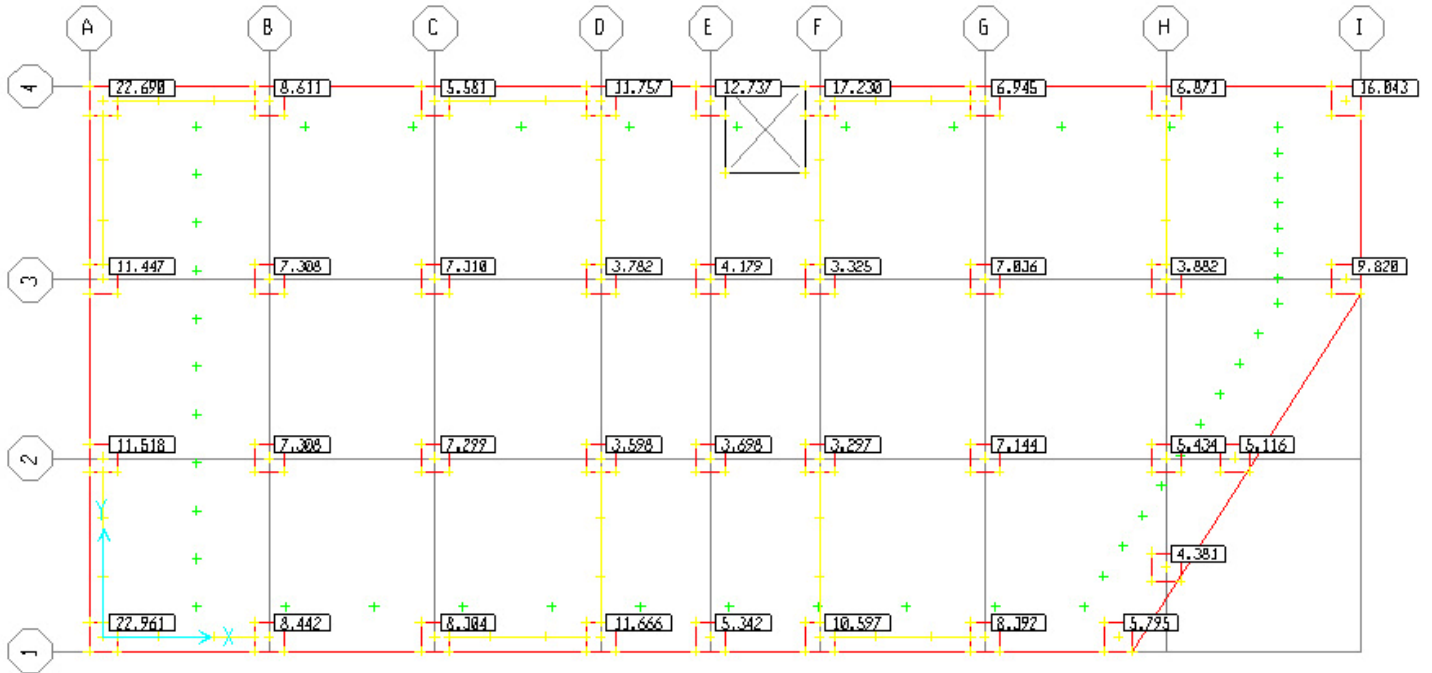 A B C D E F G H I
4 22.690 8.611 5.581 11.757 12.737 17.230 6.945 6.871 16.043
3 11.447 7.308 7.310 3.782 4.179 3.325 7.036 3.882 9.820
2 11.518 7.308 7.299 3.598 3.698 3.297 7.144 5.434 5.116
Y
4.381
1 22.961 8.442 8.304 11.666 5.342 10.597 8.392 5.795
X